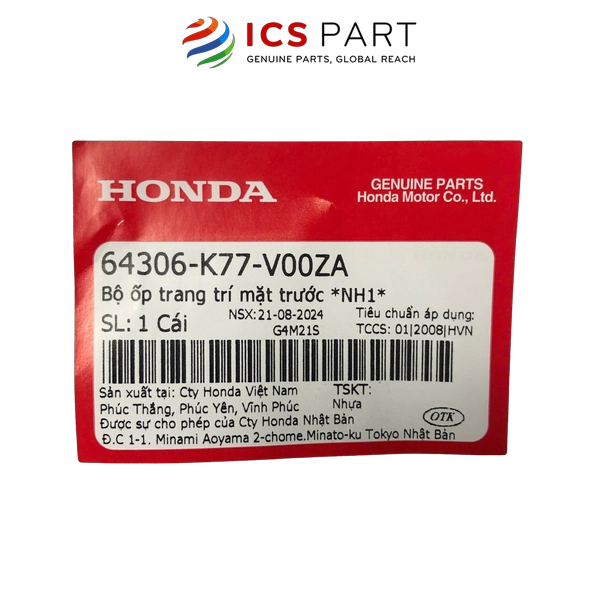 ICS PART
GENUINE PARTS, GLOBAL REACH
HONDA
GENUINE PARTS
Honda Motor Co., Ltd.
64306-K77-V00ZA
Bộ ốp trang trí mặt trước *NH1*
SL: 1 Cái
NSX:21-08-2024
G4M21S
Tiêu chuẩn áp dụng:
TCCS: 01|2008|HVN
Sản xuất tại: Cty Honda Việt Nam
Phúc Thắng, Phúc Yên, Vĩnh Phúc
TSKT:
Nhựa
Được sự cho phép của Cty Honda Nhật Bản
Đ.C 1-1. Minami Aoyama 2-chome.Minato-ku Tokyo Nhật Bản
OTK